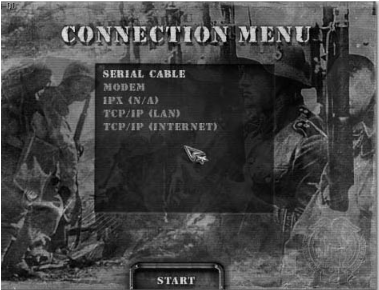 CONNECTION MENU
SERIAL CABLE
MODEM
IPX (N/A)
TCP/IP (LAN)
TCP/IP (INTERNET)
START